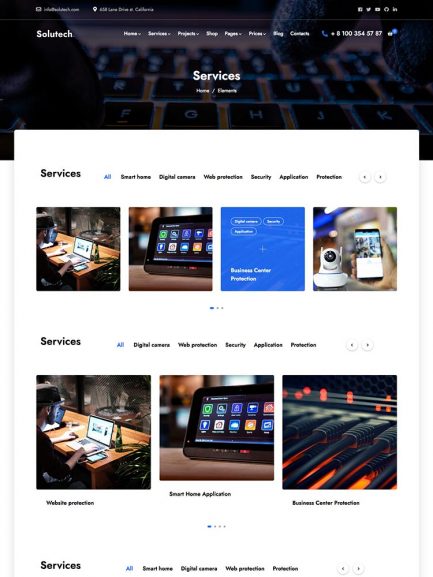 info@solutech.com 658 Lane Drive st. California
Solutech
Home Services Projects Shop Pages Prices Blog Contacts + 8 100 354 57 87
Services
Home / Elements
Services All Smart home Digital camera Web protection Security Application Protection
Digital camera Security
Application
Business Center
Protection
Services All Digital camera Web protection Security Application Protection
Website protection
Smart Home Application
Business Center Protection
Services All Smart home Digital camera Web protection Protection